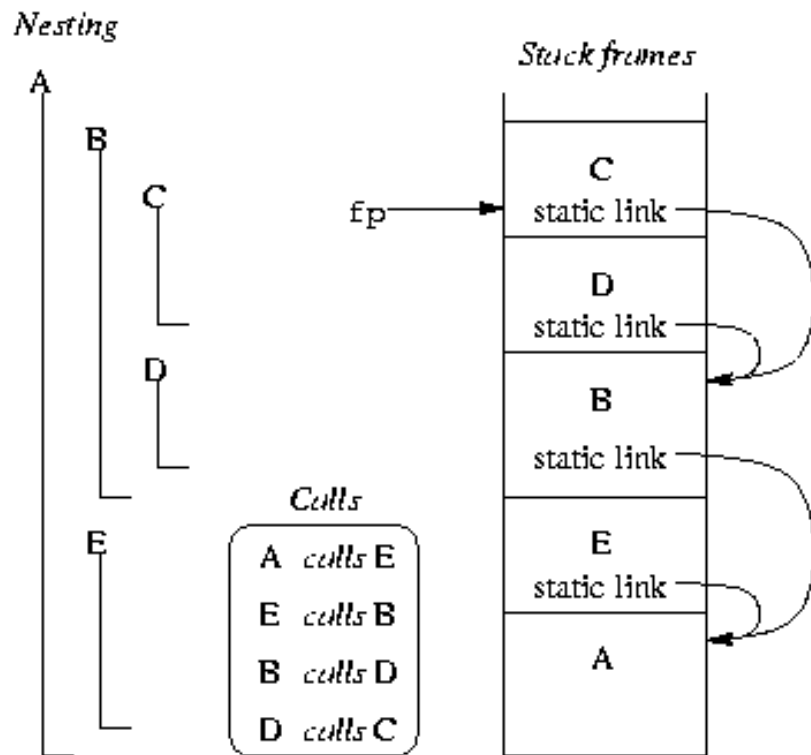 Nesting
A
B
C
D
E
Calls
A calls E
E calls B
B calls D
D calls C
Stack frames
fp
C
static link
D
static link
B
static link
E
static link
A